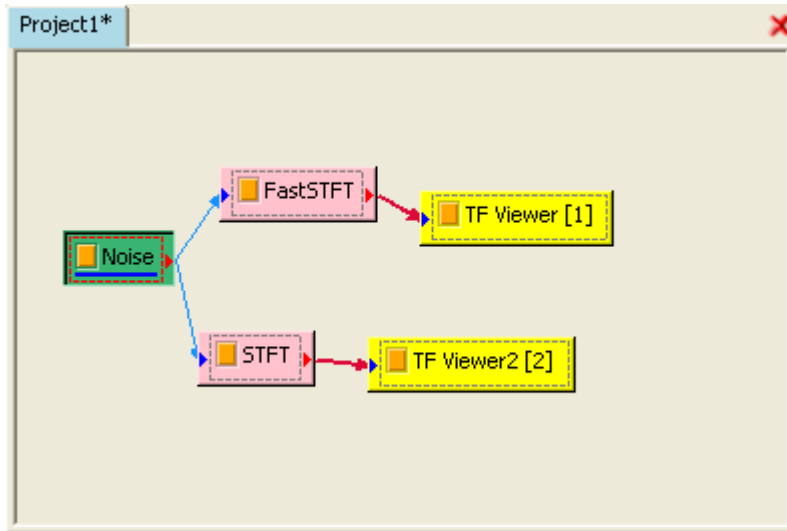 Project1*
FastSTFT
TF Viewer [1]
Noise
STFT
TF Viewer2 [2]